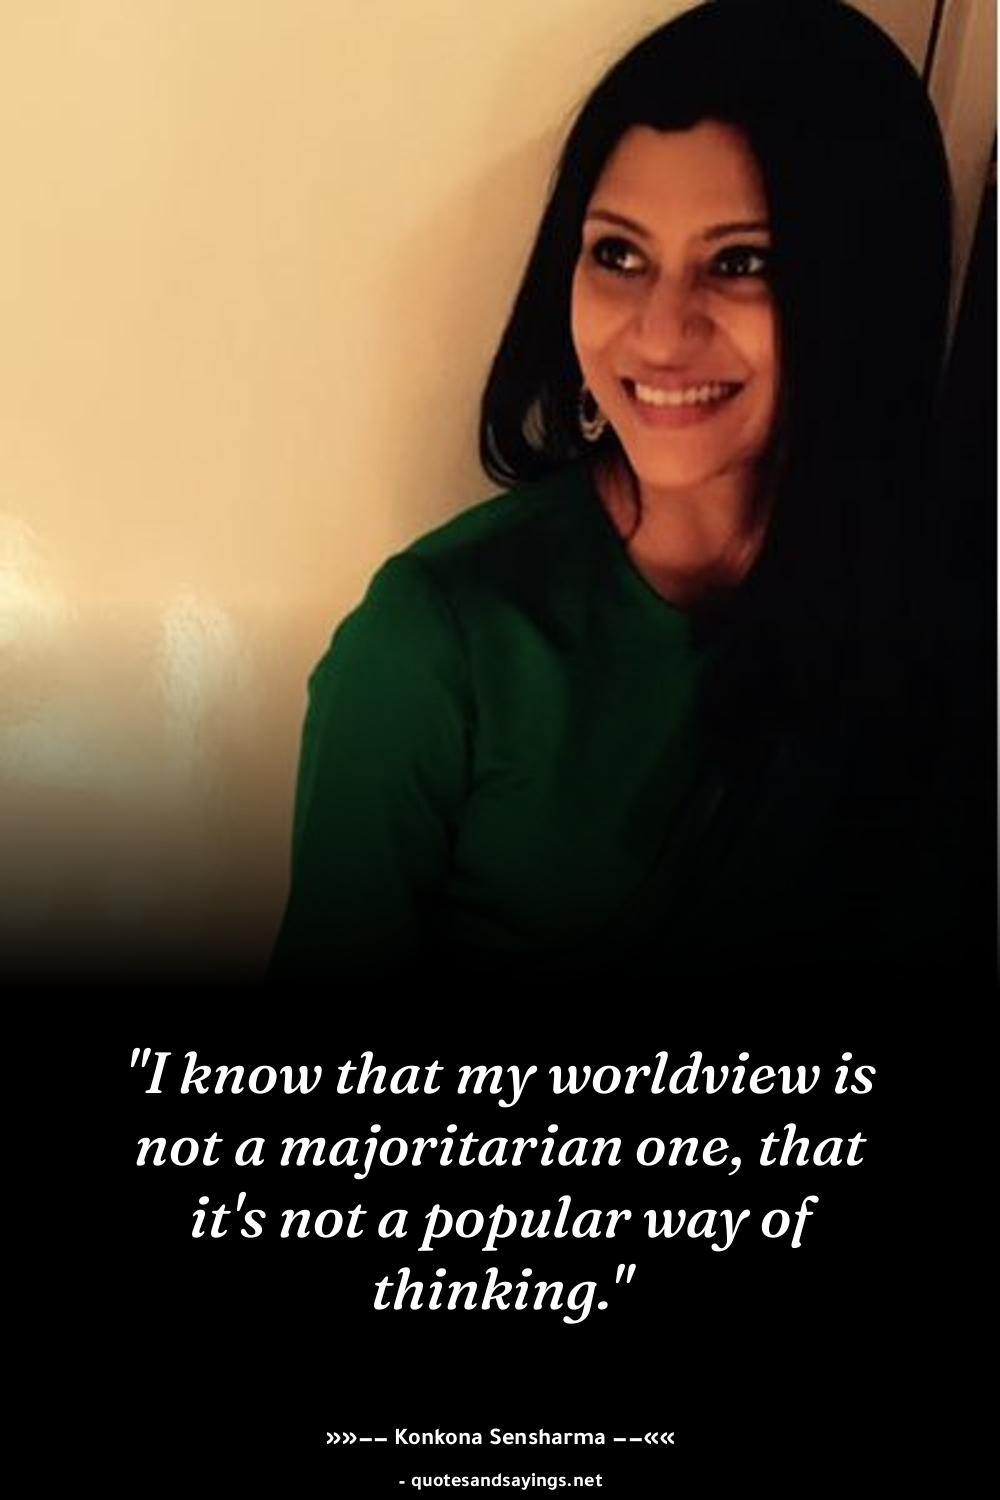 "I know that my worldview is
not a majoritarian one, that
it's not a popular way of
thinking."
»»−− Konkona Sensharma −−««
- quotesandsayings.net